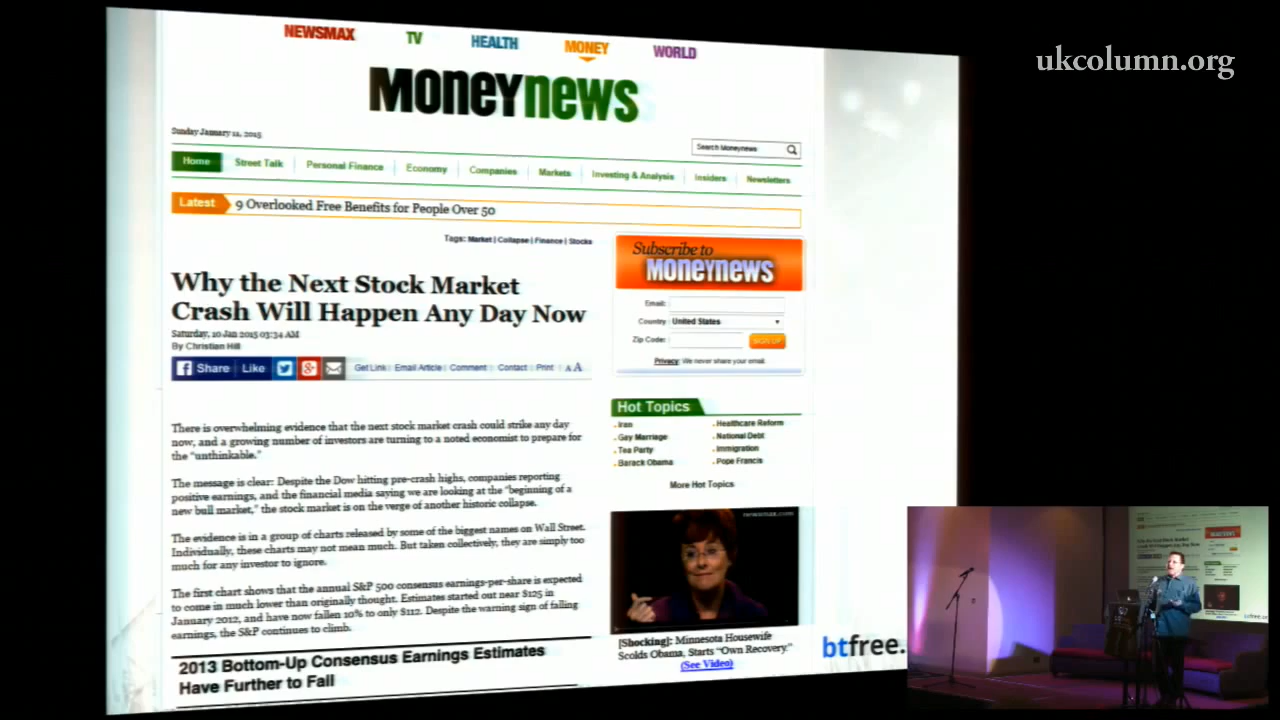 ukcolumn.org
NEWSMAX TV HEALTH MONEY WORLD
Moneynews
Sunday January 11, 2015
Search Moneynews
Home Street Talk Personal Finance Economy Companies Markets Investing & Analysis Insiders Newsletters
Latest 9 Overlooked Free Benefits for People Over 50
Tags: Market | Collapse | Finance | Stocks
Why the Next Stock Market
Crash Will Happen Any Day Now
Saturday, 10 Jan 2015 03:34 AM
By Christian Hill
Share Like Get Link Email Article Comment Contact Print A A
There is overwhelming evidence that the next stock market crash could strike any day
now, and a growing number of investors are turning to a noted economist to prepare for
the "unthinkable."
The message is clear: Despite the Dow hitting pre-crash highs, companies reporting
positive earnings, and the financial media saying we are looking at the "beginning of a
new bull market," the stock market is on the verge of another historic collapse.
The evidence is in a group of charts released by some of the biggest names on Wall Street.
Individually, these charts may not mean much. But taken collectively, they are simply too
much for any investor to ignore.
The first chart shows that the annual S&P 500 consensus earnings-per-share is expected
to come in much lower than originally thought. Estimates started out near $125 in
January 2012, and have now fallen 10% to only $112. Despite the warning sign of falling
earnings, the S&P continues to climb.
2013 Bottom-Up Consensus Earnings Estimates
Have Further to Fall
Subscribe to
Moneynews
Email:
Country: United States
Zip Code: SIGN UP
Privacy: We never share your email.
Hot Topics
Iran
Gay Marriage
Tea Party
Barack Obama
Healthcare Reform
National Debt
Immigration
Pope Francis
More Hot Topics
newsmax.com
[Shocking]: Minnesota Housewife
Scolds Obama, Starts "Own Recovery."
(See Video)
btfree.